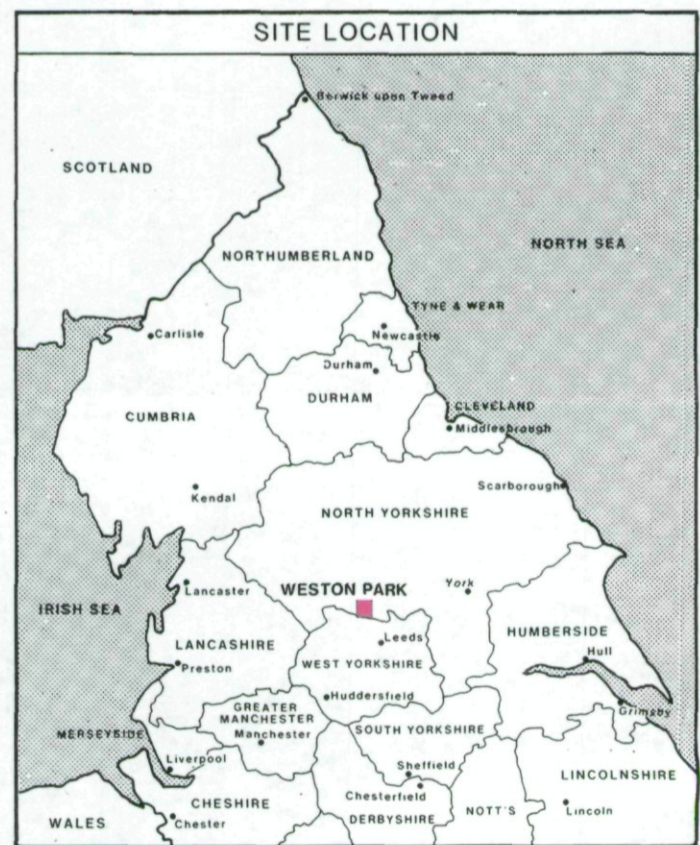 SITE LOCATION
Berwick upon Tweed
SCOTLAND
NORTH SEA
NORTHUMBERLAND
TYNE & WEAR
Newcastle
Carlisle
Durham
DURHAM
CLEVELAND
Middlesbrough
CUMBRIA
Kendal
Scarborough
NORTH YORKSHIRE
Lancaster
WESTON PARK
York
IRISH SEA
HUMBERSIDE
Leeds
LANCASHIRE
Hull
WEST YORKSHIRE
Preston
Huddersfield
GREATER
MANCHESTER
Manchester
Grimsby
SOUTH YORKSHIRE
MERSEYSIDE
Liverpool
Sheffield
LINCOLNSHIRE
Chesterfield
CHESHIRE
NOTT'S
Lincoln
DERBYSHIRE
WALES
Chester